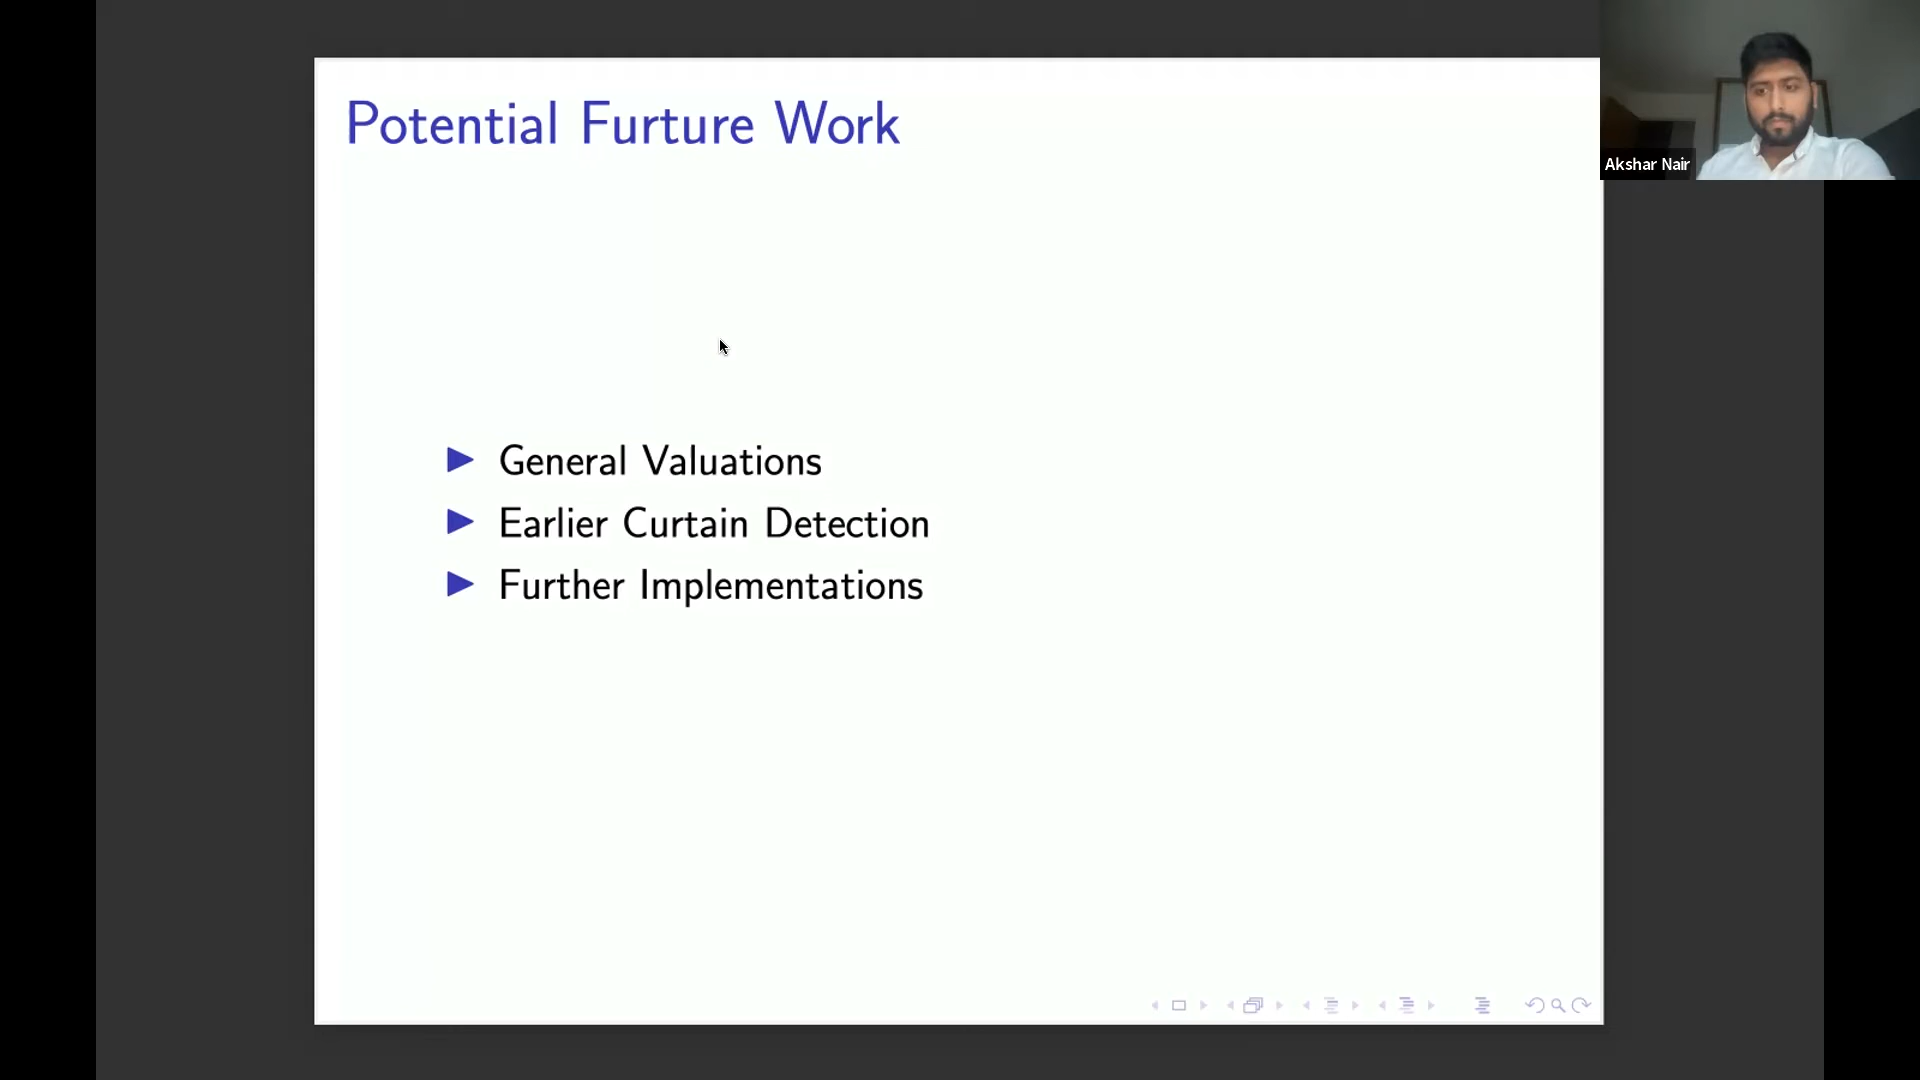 Potential Furture Work
Akshar Nair
General Valuations
Earlier Curtain Detection
Further Implementations